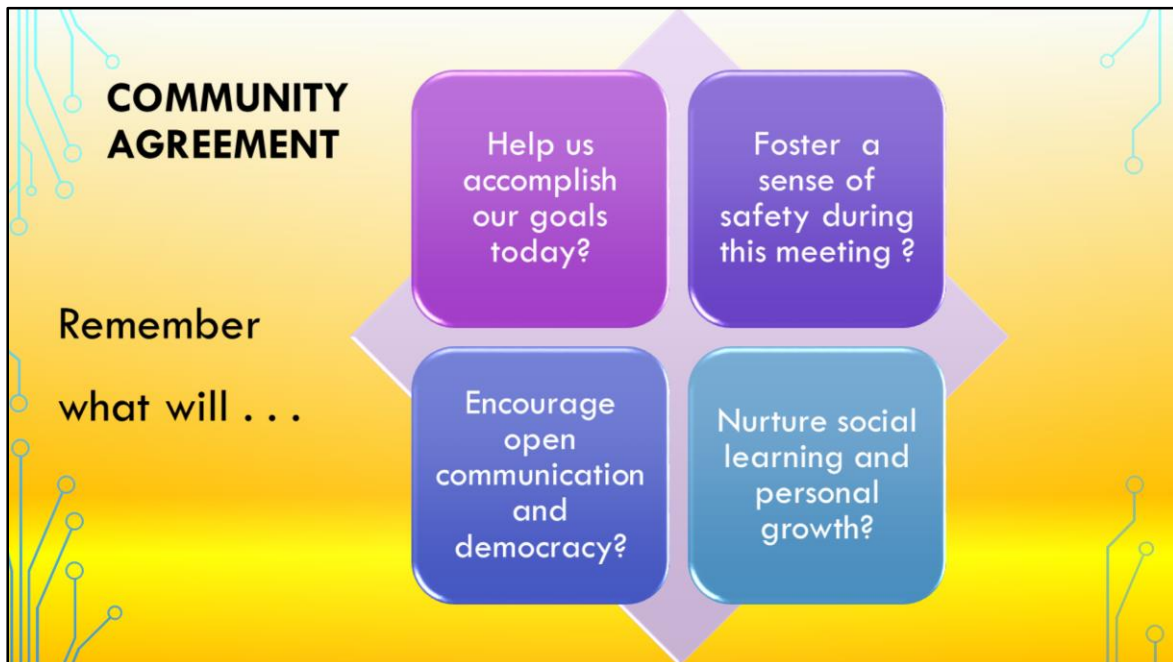 COMMUNITY
AGREEMENT
Remember
what will . . .
Help us
accomplish
our goals
today?
Foster a
sense of
safety during
this meeting ?
Encourage
open
communication
and
democracy?
Nurture social
learning and
personal
growth?